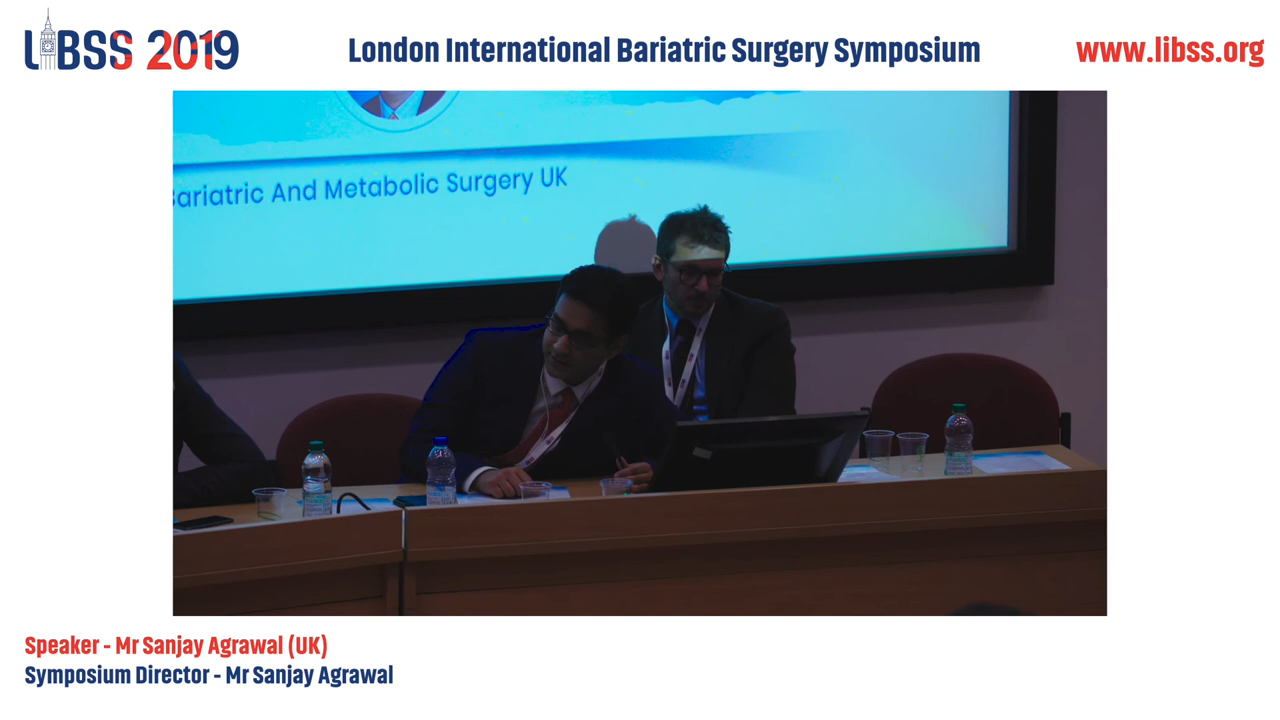 LIBSS 2019
London International Bariatric Surgery Symposium
www.libss.org
Bariatric And Metabolic Surgery UK
Speaker - Mr Sanjay Agrawal (UK)
Symposium Director - Mr Sanjay Agrawal